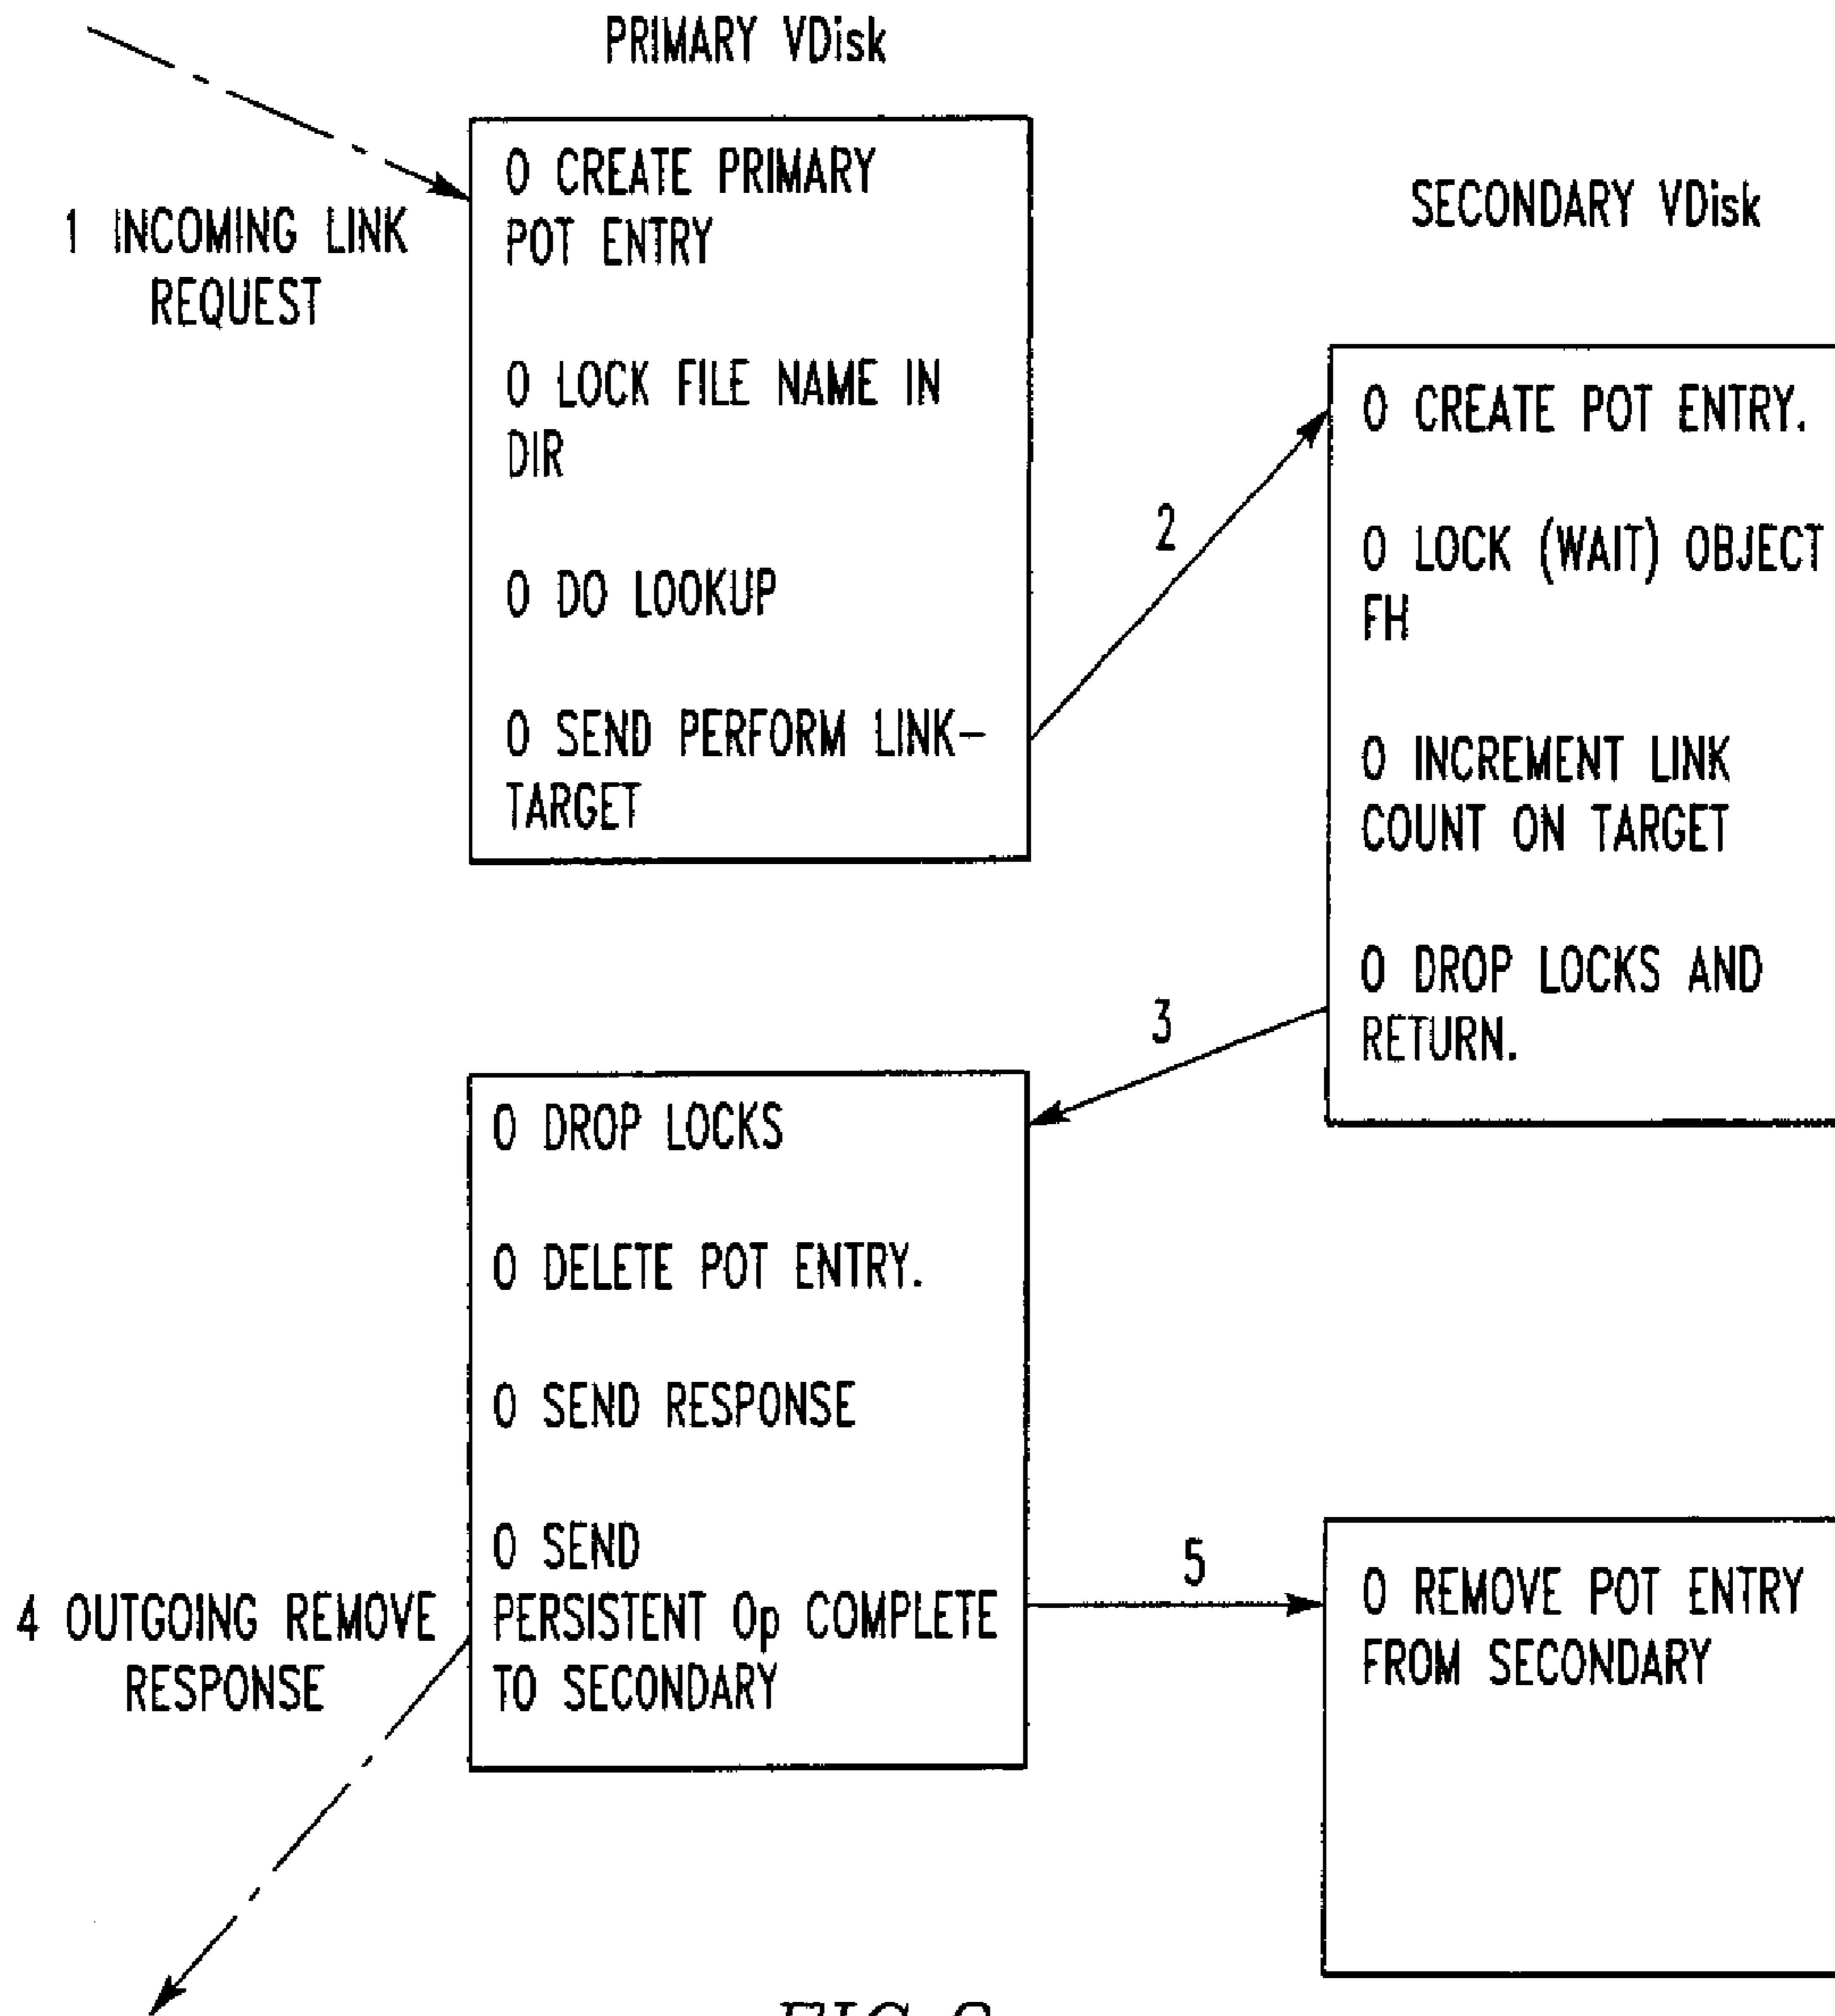 PRIMARY VDisk
1 INCOMING LINK
REQUEST
O CREATE PRIMARY
POT ENTRY
O LOCK FILE NAME IN
DIR
O DO LOOKUP
O SEND PERFORM LINK-
TARGET
2
SECONDARY VDisk
O CREATE POT ENTRY.
O LOCK (WAIT) OBJECT
FH
O INCREMENT LINK
COUNT ON TARGET
O DROP LOCKS AND
RETURN.
3
O DROP LOCKS
O DELETE POT ENTRY.
O SEND RESPONSE
O SEND
PERSISTENT Op COMPLETE
TO SECONDARY
4 OUTGOING REMOVE
RESPONSE
5
O REMOVE POT ENTRY
FROM SECONDARY